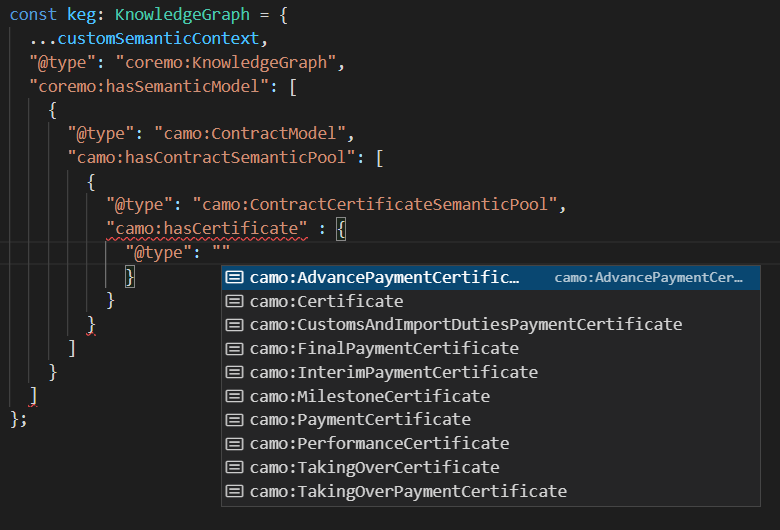 const keg: KnowledgeGraph = {
...customSemanticContext,
"@type": "coremo:KnowledgeGraph",
"coremo:hasSemanticModel": [
{
"@type": "camo:ContractModel",
"camo:hasContractSemanticPool": [
{
"@type": "camo:ContractCertificateSemanticPool",
"camo:hasCertificate" : {
"@type": ""
}
}
}
]
}
]
};
camo:AdvancePaymentCertific… camo:AdvancePaymentCer…
camo:Certificate
camo:CustomsAndImportDutiesPaymentCertificate
camo:FinalPaymentCertificate
camo:InterimPaymentCertificate
camo:MilestoneCertificate
camo:PaymentCertificate
camo:PerformanceCertificate
camo:TakingOverCertificate
camo:TakingOverPaymentCertificate